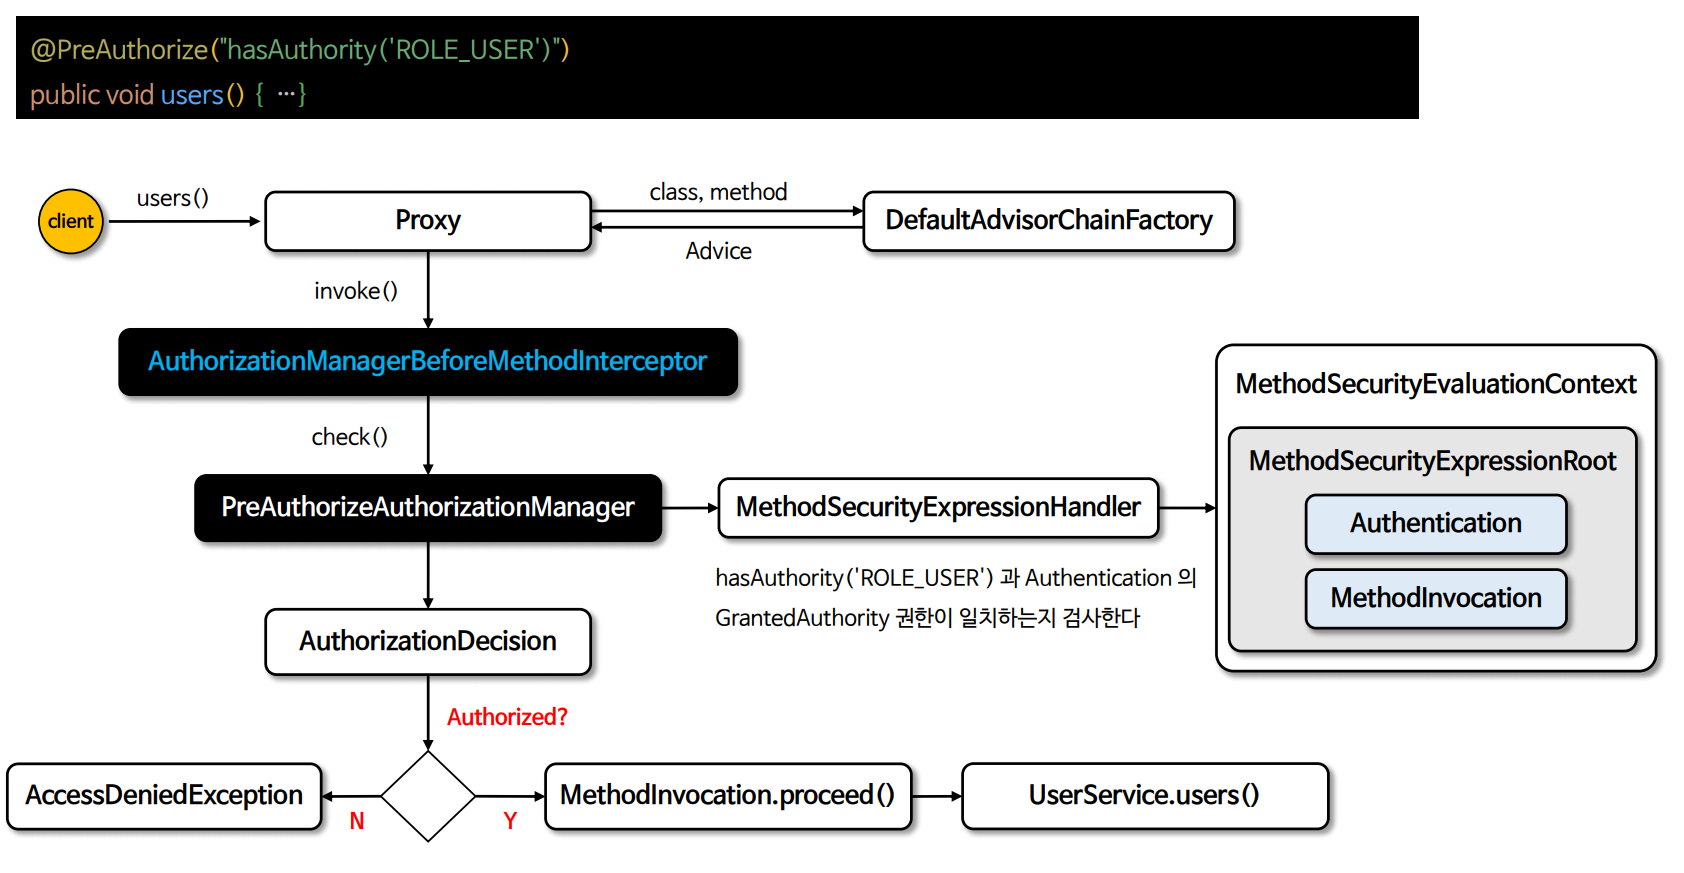 @PreAuthorize("hasAuthority('ROLE_USER')")
public void users() { ···}
client
users()
Proxy
class, method
Advice
DefaultAdvisorChainFactory
invoke()
AuthorizationManagerBeforeMethodInterceptor
check()
PreAuthorizeAuthorizationManager
MethodSecurityExpressionHandler
hasAuthority('ROLE_USER') 과 Authentication 의
GrantedAuthority 권한이 일치하는지 검사한다
MethodSecurityEvaluationContext
MethodSecurityExpressionRoot
Authentication
MethodInvocation
AuthorizationDecision
Authorized?
AccessDeniedException
N
Y
MethodInvocation.proceed()
UserService.users()